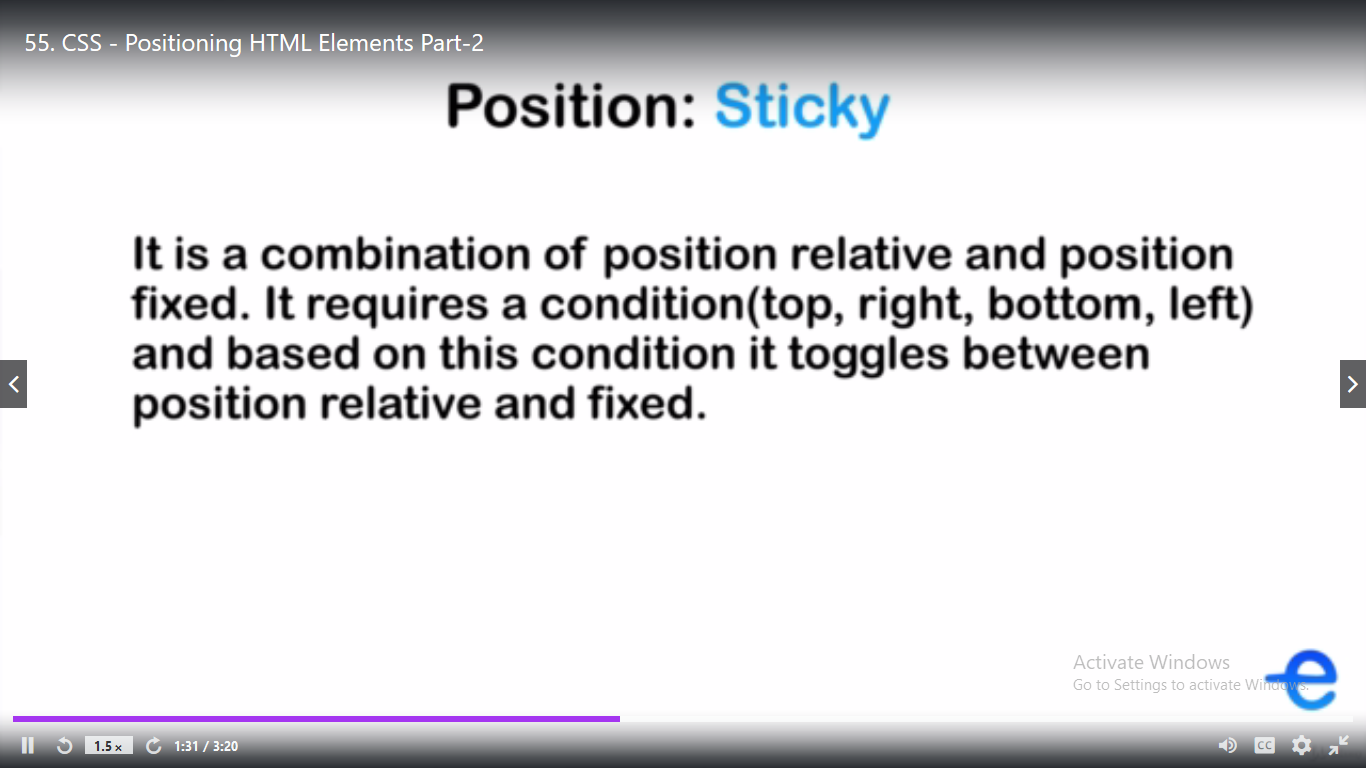 55. CSS - Positioning HTML Elements Part-2
Position: Sticky
It is a combination of position relative and position
fixed. It requires a condition(top, right, bottom, left)
and based on this condition it toggles between
position relative and fixed.
Activate Windows
Go to Settings to activate Windows.
e
1.5 x
1:31 / 3:20
CC